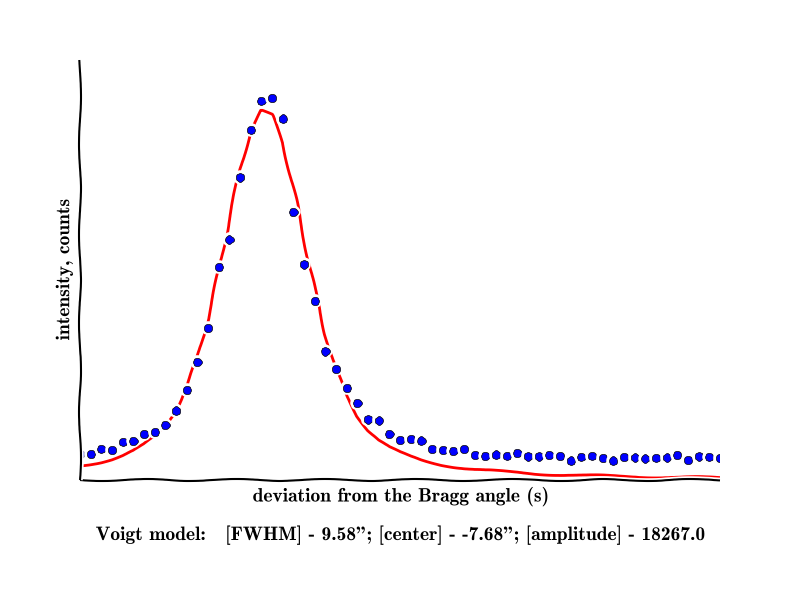 intensity, counts
deviation from the Bragg angle (s)
Voigt model: [FWHM] - 9.58”; [center] - -7.68”; [amplitude] - 18267.0